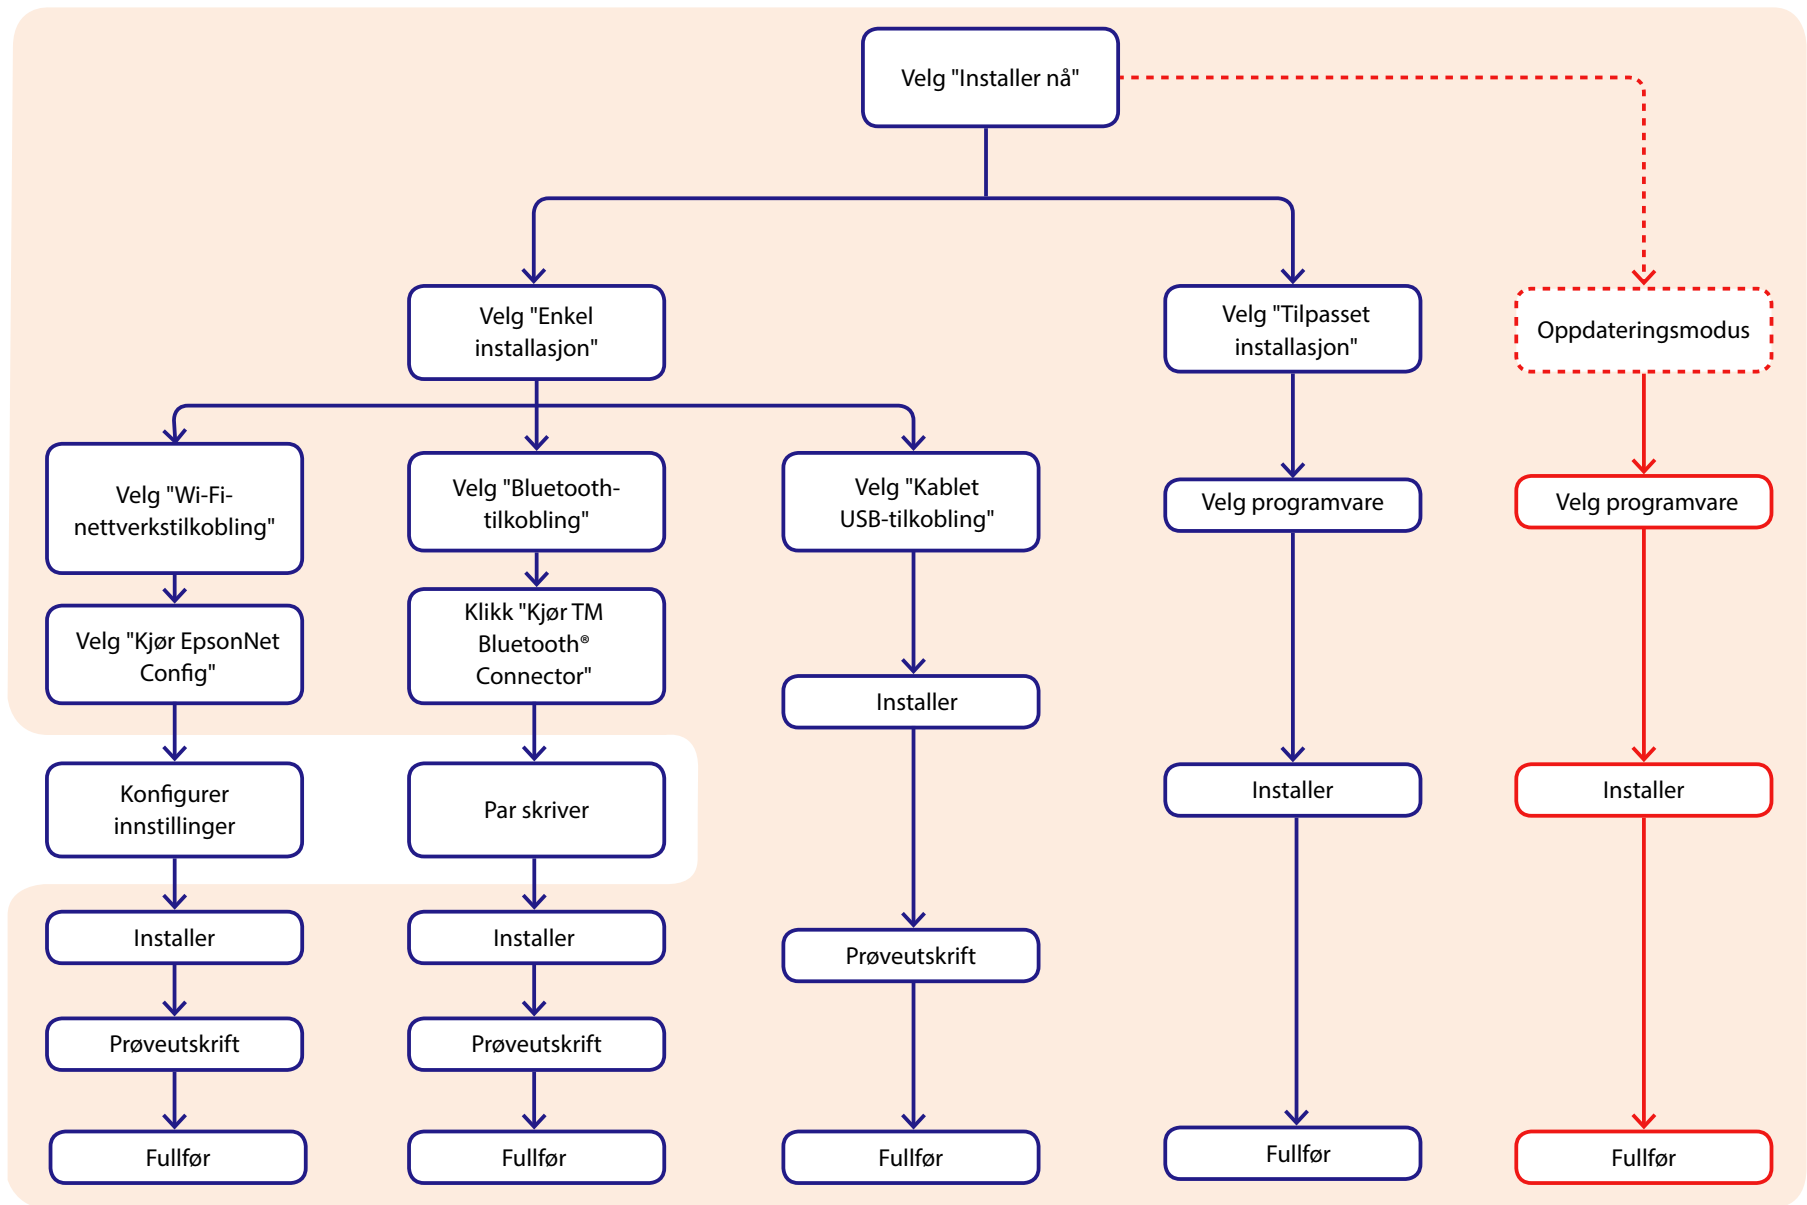 Velg "Installer nå"
Velg "Enkel
installasjon"
Velg "Tilpasset
installasjon"
Oppdateringsmodus
Velg "Wi-Fi-
nettverkstilkobling"
Velg "Bluetooth-
tilkobling"
Velg "Kablet
USB-tilkobling"
Velg programvare
Velg programvare
Velg "Kjør EpsonNet
Config"
Klikk "Kjør TM
Bluetooth®
Connector"
Installer
Konfigurer
innstillinger
Par skriver
Installer
Installer
Installer
Installer
Prøveutskrift
Prøveutskrift
Prøveutskrift
Fullfør
Fullfør
Fullfør
Fullfør
Fullfør